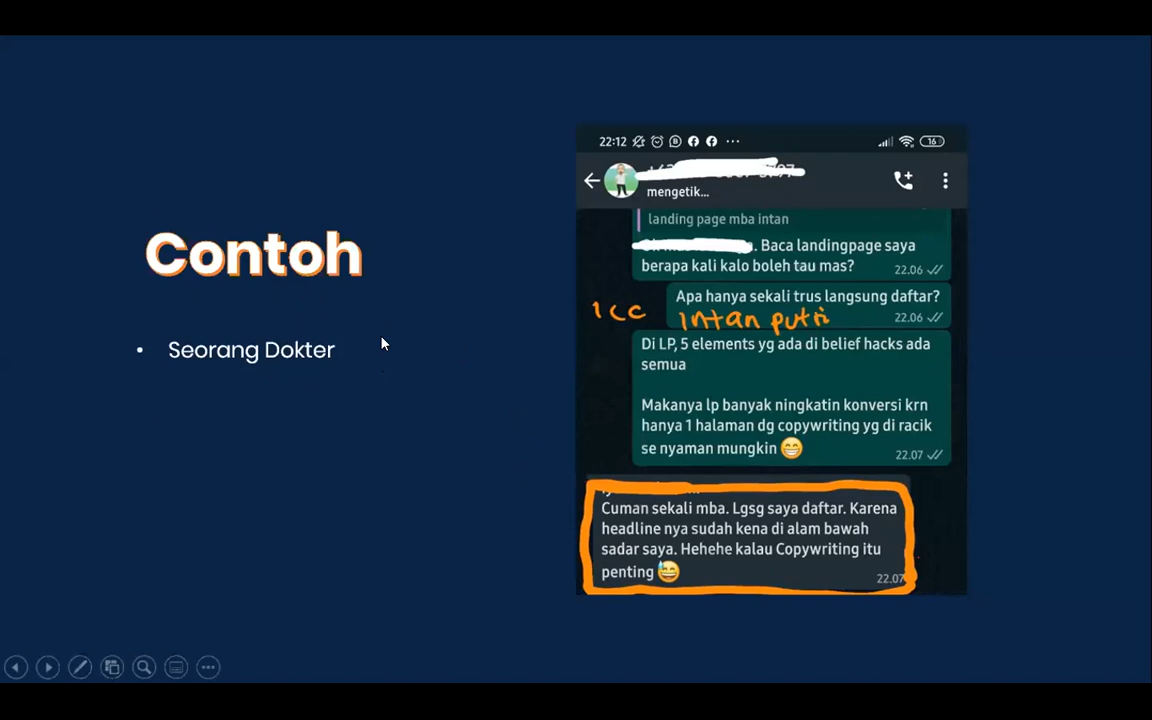 Contoh
• Seorang Dokter
22:12
16
mengetik...
landing page mba intan
. Baca landingpage saya
berapa kali kalo boleh tau mas?
22.06
Apa hanya sekali trus langsung daftar?
22.06
1 CC
Intan putri
Di LP, 5 elements yg ada di belief hacks ada
semua
Makanya lp banyak ningkatin konversi krn
hanya 1 halaman dg copywriting yg di racik
se nyaman mungkin 😁
22.07
Cuman sekali mba. Lgsg saya daftar. Karena
headline nya sudah kena di alam bawah
sadar saya. Hehehe kalau Copywriting itu
penting 😅
22.07